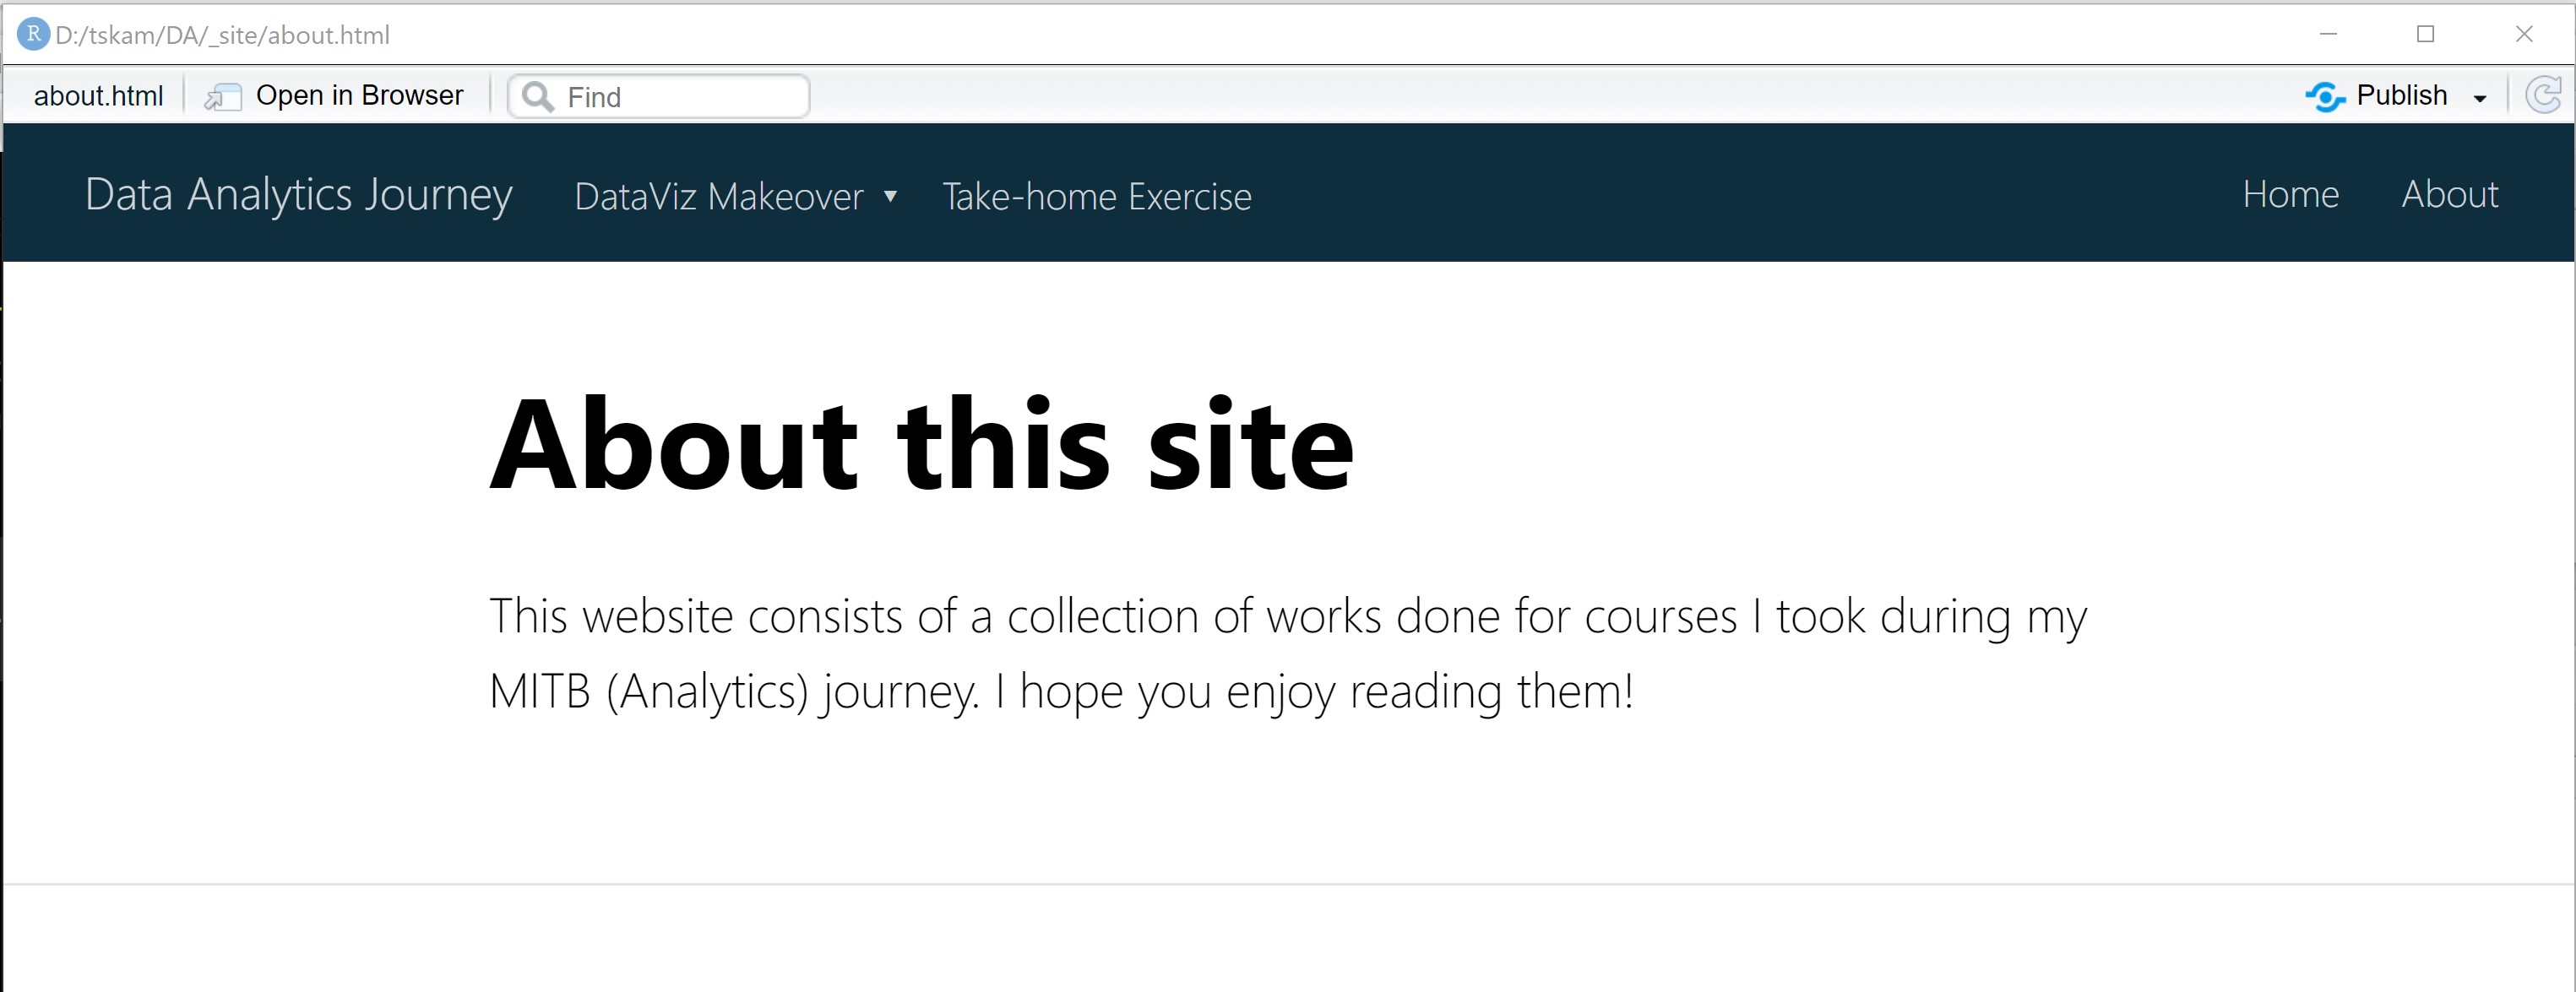 R D:/tskam/DA/_site/about.html
about.html Open in Browser Find Publish
Data Analytics Journey DataViz Makeover Take-home Exercise Home About
About this site
This website consists of a collection of works done for courses I took during my
MITB (Analytics) journey. I hope you enjoy reading them!